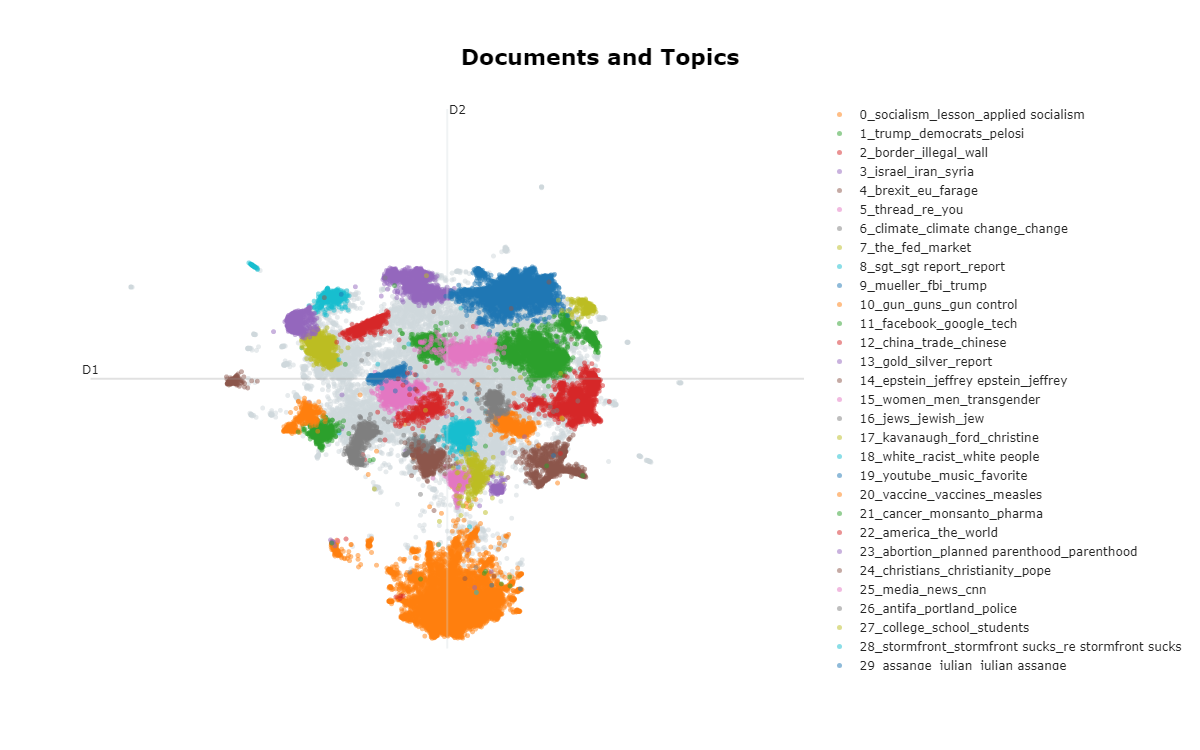 Documents and Topics
D2
D1
0_socialism_lesson_applied socialism
1_trump_democrats_pelosi
2_border_illegal_wall
3_israel_iran_syria
4_brexit_eu_farage
5_thread_re_you
6_climate_climate change_change
7_the_fed_market
8_sgt_sgt report_report
9_mueller_fbi_trump
10_gun_guns_gun control
11_facebook_google_tech
12_china_trade_chinese
13_gold_silver_report
14_epstein_jeffrey epstein_jeffrey
15_women_men_transgender
16_jews_jewish_jew
17_kavanaugh_ford_christine
18_white_racist_white people
19_youtube_music_favorite
20_vaccine_vaccines_measles
21_cancer_monsanto_pharma
22_america_the_world
23_abortion_planned parenthood_parenthood
24_christians_christianity_pope
25_media_news_cnn
26_antifa_portland_police
27_college_school_students
28_stormfront_stormfront sucks_re stormfront sucks
29_assange_julian_julian assange